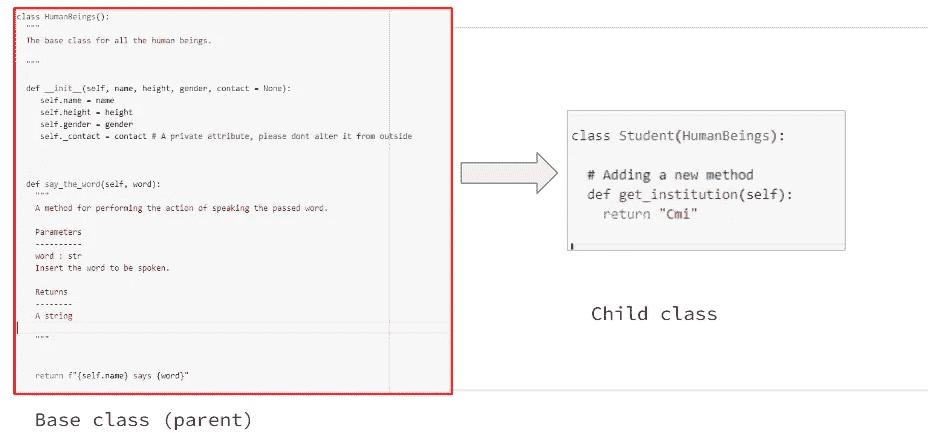 class HumanBeings():
"""
The base class for all the human beings.
"""
def __init__(self, name, height, gender, contact = None):
self.name = name
self.height = height
self.gender = gender
self._contact = contact # A private attribute, please dont alter it from outside
def say_the_word(self, word):
"""
A method for performing the action of speaking the passed word.
Parameters
----------
word : str
Insert the word to be spoken.
Returns
--------
A string
"""
return f"{self.name} says {word}"
Base class (parent)
class Student(HumanBeings):
# Adding a new method
def get_institution(self):
return "Cmi"
Child class